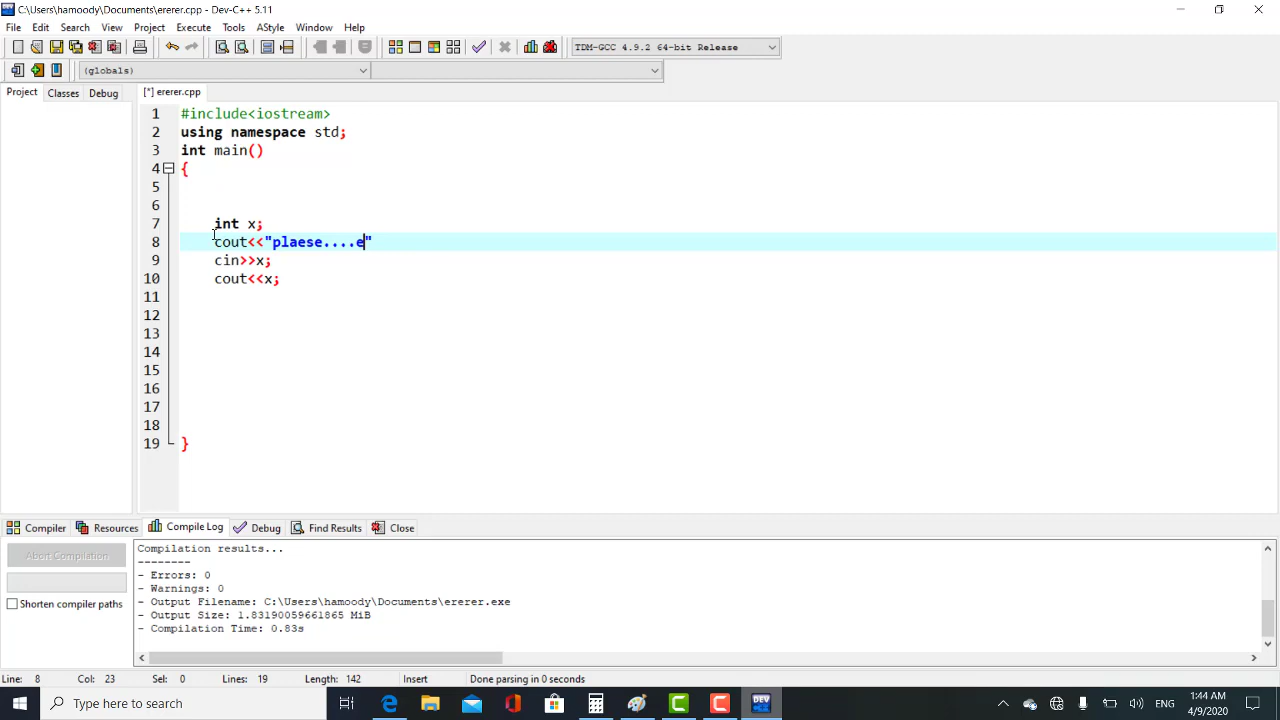 C:\Users\hamoody\Documents\ererer.cpp - Dev-C++ 5.11
File Edit Search View Project Execute Tools AStyle Window Help
TDM-GCC 4.9.2 64-bit Release
(globals)
Project Classes Debug [*] ererer.cpp
1 #include<iostream>
2 using namespace std;
3 int main()
4 {
5
6
7 int x;
8 cout<<"plaese....e"
9 cin>>x;
10 cout<<x;
11
12
13
14
15
16
17
18
19 }
Compiler Resources Compile Log Debug Find Results Close
Abort Compilation
Shorten compiler paths
Compilation results...
--------
- Errors: 0
- Warnings: 0
- Output Filename: C:\Users\hamoody\Documents\ererer.exe
- Output Size: 1.83190059661865 MiB
- Compilation Time: 0.83s
Line: 8 Col: 23 Sel: 0 Lines: 19 Length: 142 Insert Done parsing in 0 seconds
Type here to search
DEV
ENG
1:44 AM
4/9/2020